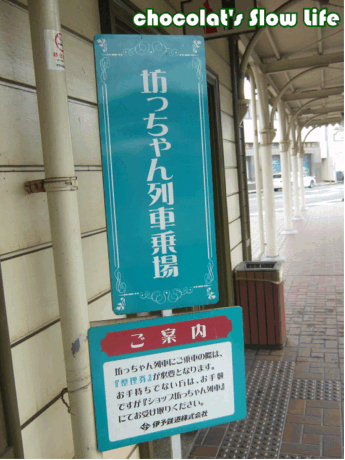 chocolat's Slow Life
坊っちゃん列車乗場
ご案内
坊っちゃん列車にご乗車の際は、
『整理券』が必要となります。
お手持ちでない方は、お手数
ですが『ショップ坊っちゃん列車』
にてお受け取りください。
伊予鉄道株式会社